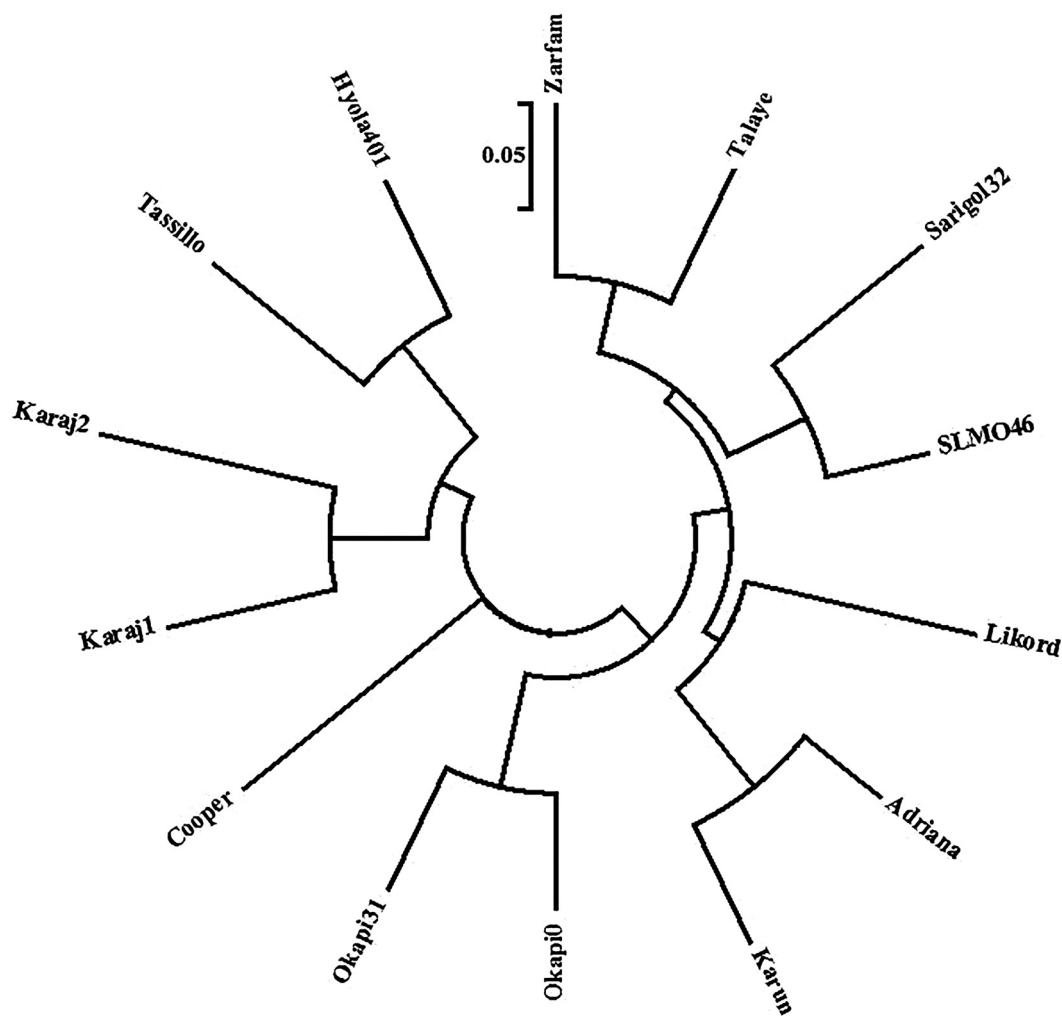 Zarfam
Talaye
Sarigol32
SLMO46
Likord
Adriana
Karun
Okapi0
Okapi31
Cooper
Karaj1
Karaj2
Tassillo
Hyola401
0.05